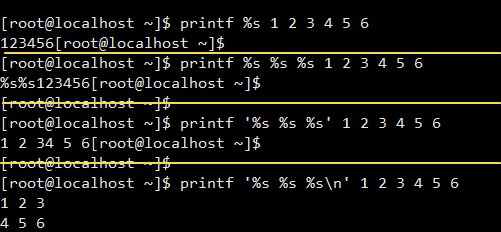 [root@localhost ~]$ printf %s 1 2 3 4 5 6
123456[root@localhost ~]$
[root@localhost ~]$ printf %s %s %s 1 2 3 4 5 6
%s%s123456[root@localhost ~]$
[root@localhost ~]$
[root@localhost ~]$ printf '%s %s %s' 1 2 3 4 5 6
1 2 34 5 6[root@localhost ~]$
[root@localhost ~]$
[root@localhost ~]$ printf '%s %s %s\n' 1 2 3 4 5 6
1 2 3
4 5 6